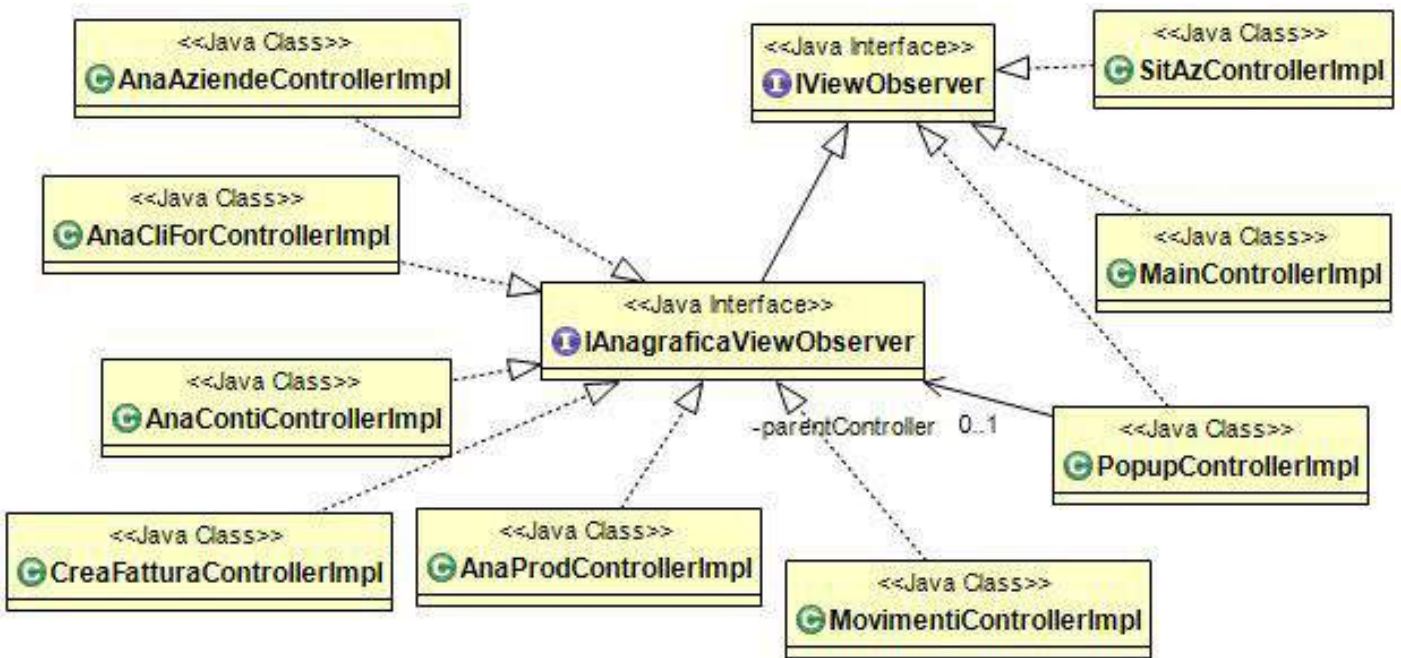 <<Java Class>>
AnaAziendeControllerImpl
<<Java Interface>>
IViewObserver
<<Java Class>>
SitAzControllerImpl
<<Java Class>>
AnaCliForControllerImpl
<<Java Class>>
MainControllerImpl
<<Java Interface>>
IAnagraficaViewObserver
<<Java Class>>
AnaContiControllerImpl
-parentController 0..1
<<Java Class>>
PopupControllerImpl
<<Java Class>>
CreaFatturaControllerImpl
<<Java Class>>
AnaProdControllerImpl
<<Java Class>>
MovimentiControllerImpl